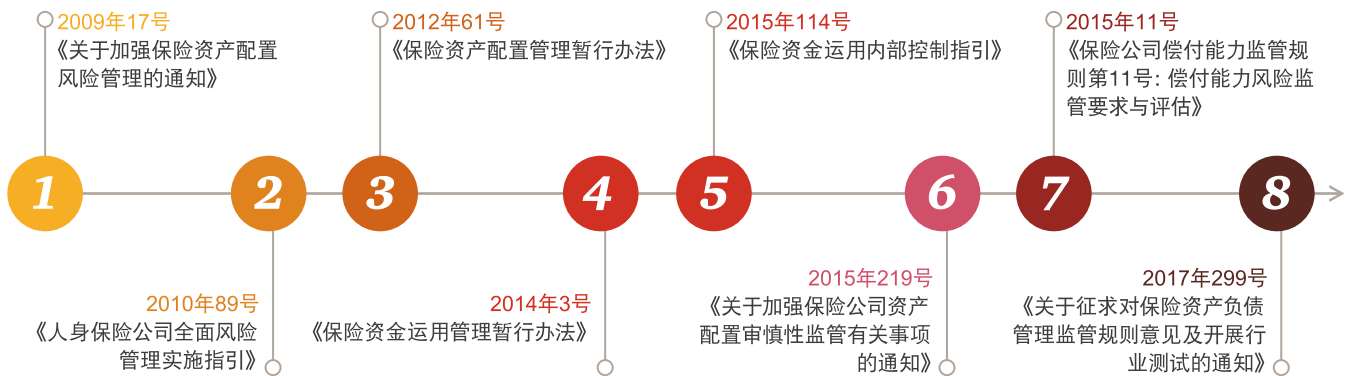 2009年17号
《关于加强保险资产配置
风险管理的通知》
2012年61号
《保险资产配置管理暂行办法》
2015年114号
《保险资金运用内部控制指引》
2015年11号
《保险公司偿付能力监管规
则第11号: 偿付能力风险监
管要求与评估》
1
2
3
4
5
6
7
8
2010年89号
《人身保险公司全面风险
管理实施指引》
2014年3号
《保险资金运用管理暂行办法》
2015年219号
《关于加强保险公司资产
配置审慎性监管有关事项
的通知》
2017年299号
《关于征求对保险资产负债
管理监管规则意见及开展行
业测试的通知》